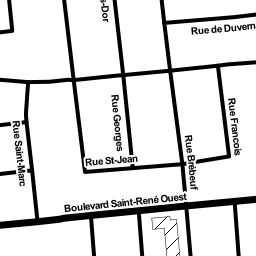 s-Dor
Rue de Duvern
Rue Georges
Rue Francois
Rue Saint-Marc
Rue St-Jean
Rue Brébeuf
Boulevard Saint-René Ouest